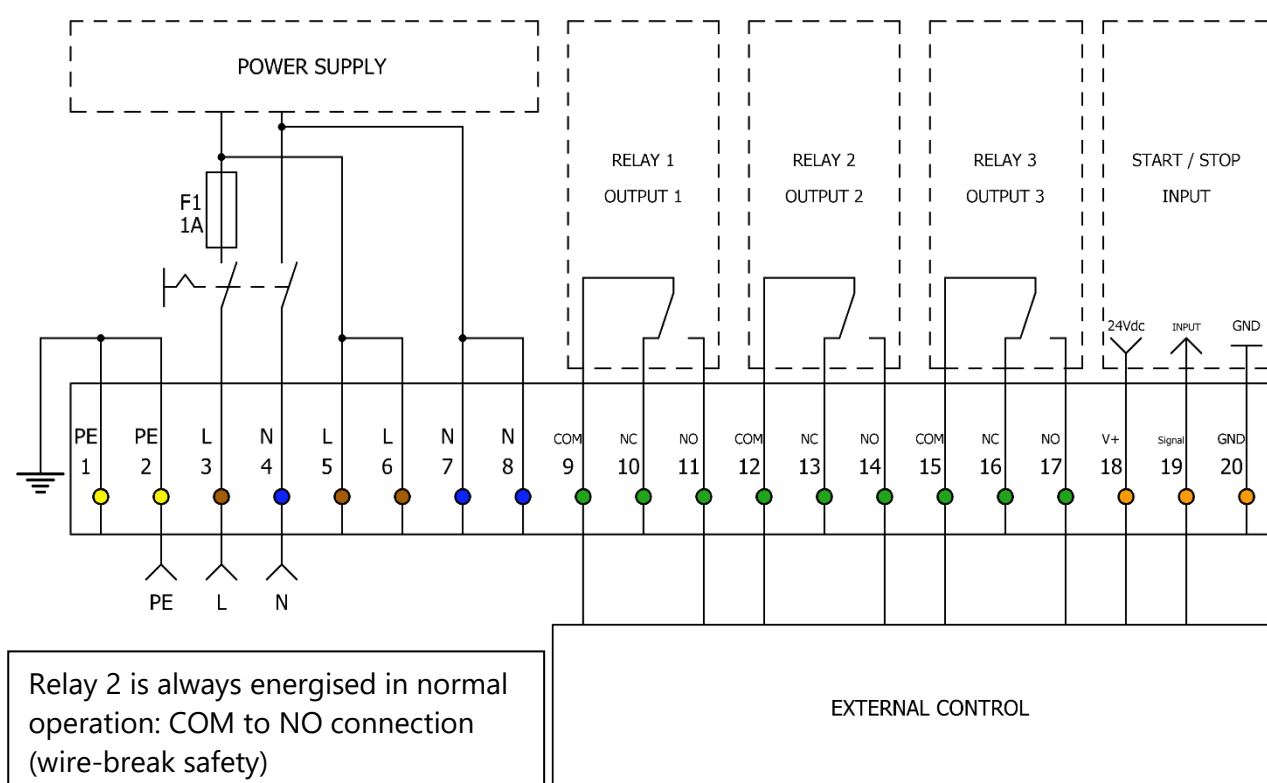 POWER SUPPLY
RELAY 1
OUTPUT 1
RELAY 2
OUTPUT 2
RELAY 3
OUTPUT 3
START / STOP
INPUT
F1
1A
24Vdc INPUT GND
PE PE L N L L N N COM NC NO COM NC NO COM NC NO V+ Signal GND
1 2 3 4 5 6 7 8 9 10 11 12 13 14 15 16 17 18 19 20
PE L N
Relay 2 is always energised in normal
operation: COM to NO connection
(wire-break safety)
EXTERNAL CONTROL